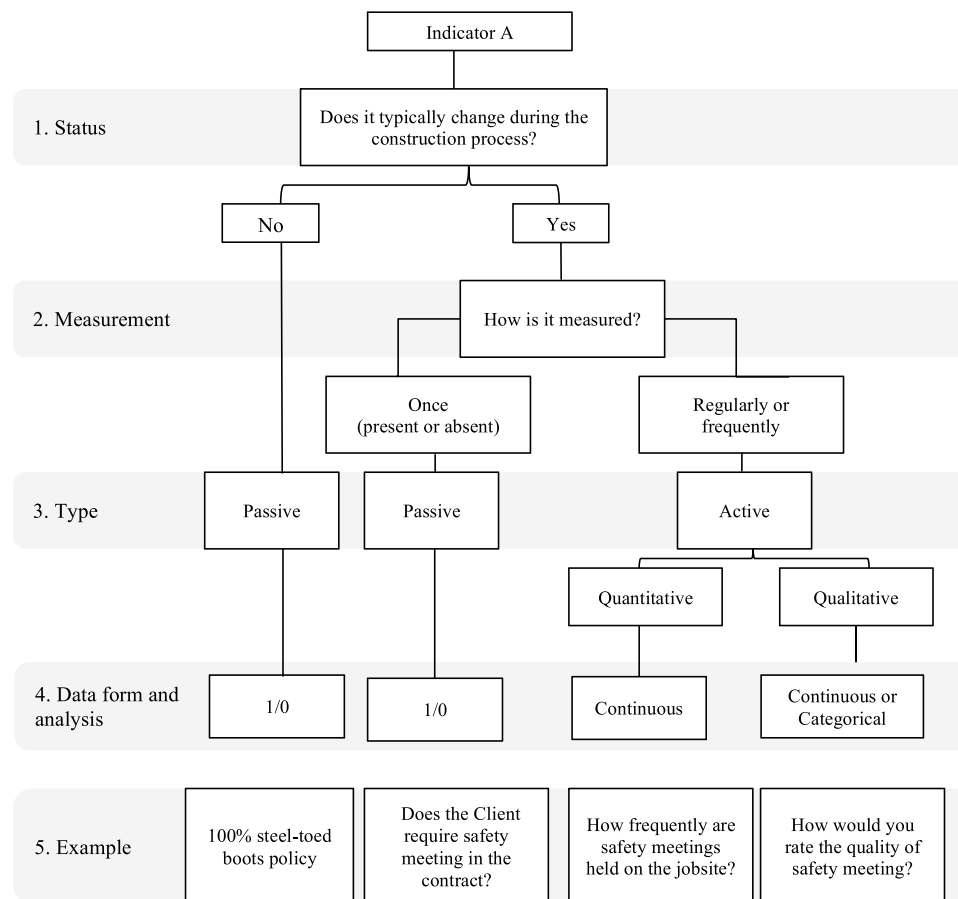 Indicator A
1. Status
Does it typically change during the
construction process?
No
Yes
2. Measurement
How is it measured?
Once
(present or absent)
Regularly or
frequently
3. Type
Passive
Passive
Active
Quantitative
Qualitative
4. Data form and
analysis
1/0
1/0
Continuous
Continuous or
Categorical
5. Example
100% steel-toed
boots policy
Does the Client
require safety
meeting in the
contract?
How frequently are
safety meetings
held on the jobsite?
How would you
rate the quality of
safety meeting?